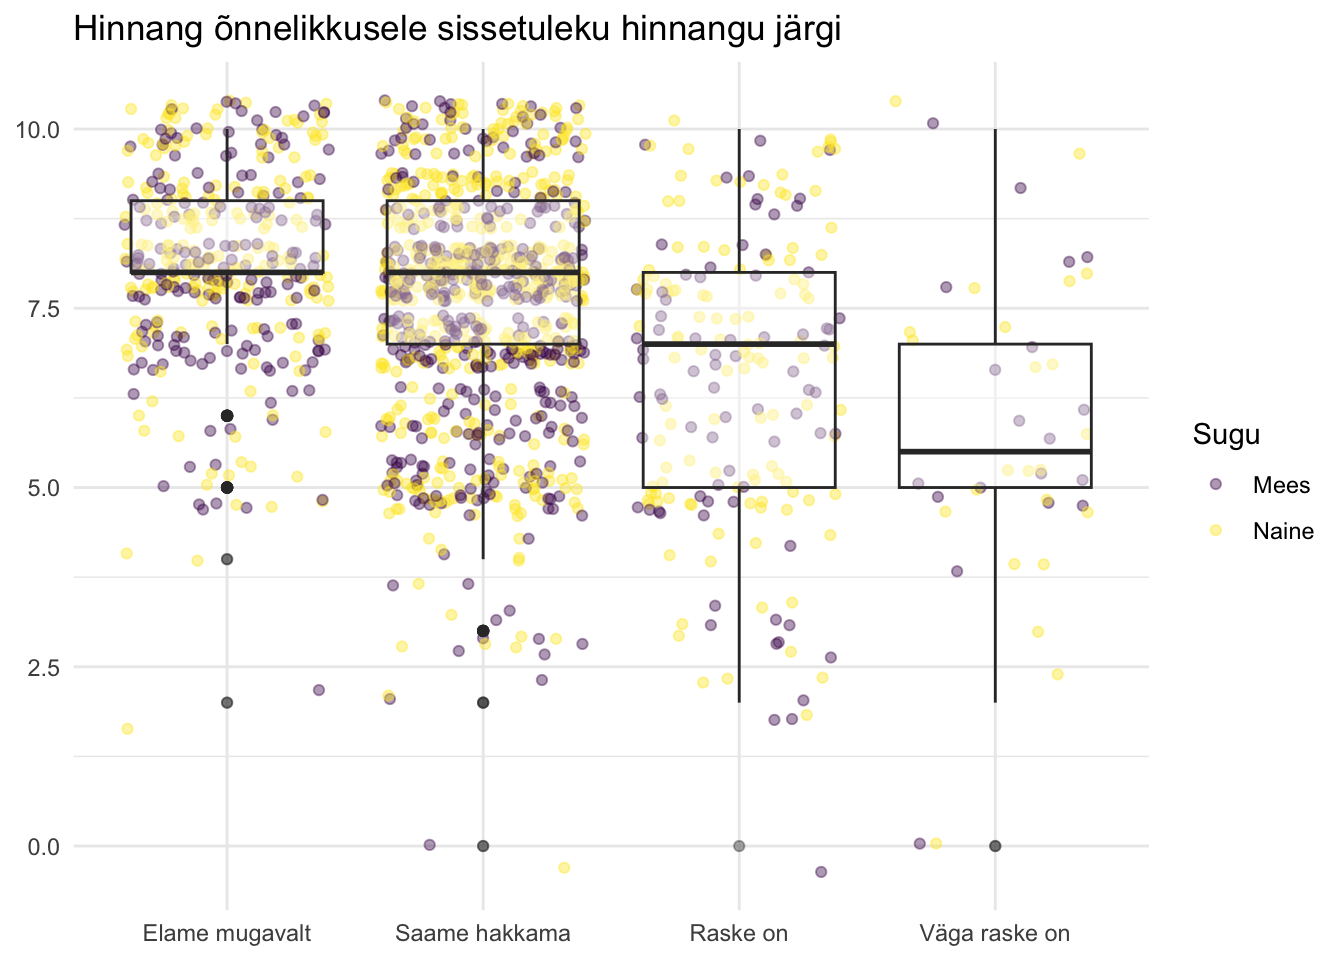 Hinnang õnnelikkusele sissetuleku hinnangu järgi
10.0
7.5
5.0
2.5
0.0
Elame mugavalt
Saame hakkama
Raske on
Väga raske on
Sugu
Mees
Naine